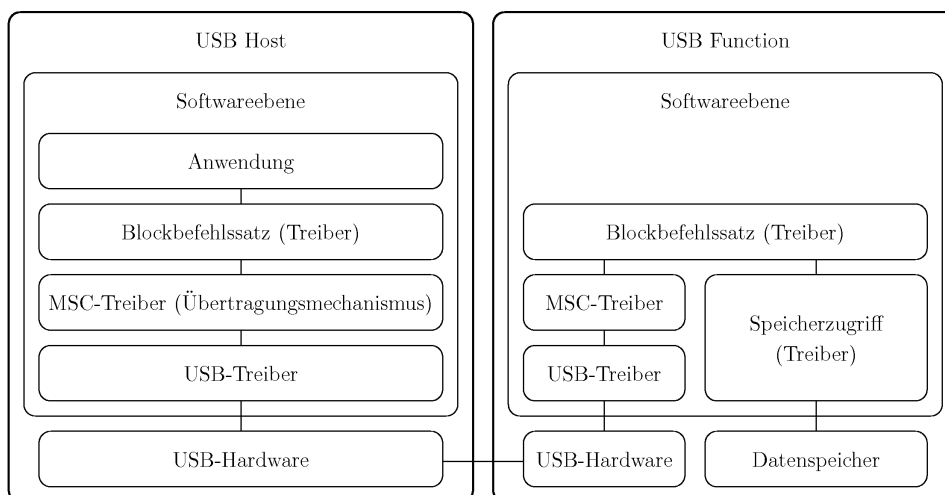 USB Host
Softwareebene
Anwendung
Blockbefehlssatz (Treiber)
MSC-Treiber (Übertragungsmechanismus)
USB-Treiber
USB-Hardware
USB Function
Softwareebene
Blockbefehlssatz (Treiber)
MSC-Treiber
USB-Treiber
USB-Hardware
Speicherzugriff
(Treiber)
Datenspeicher